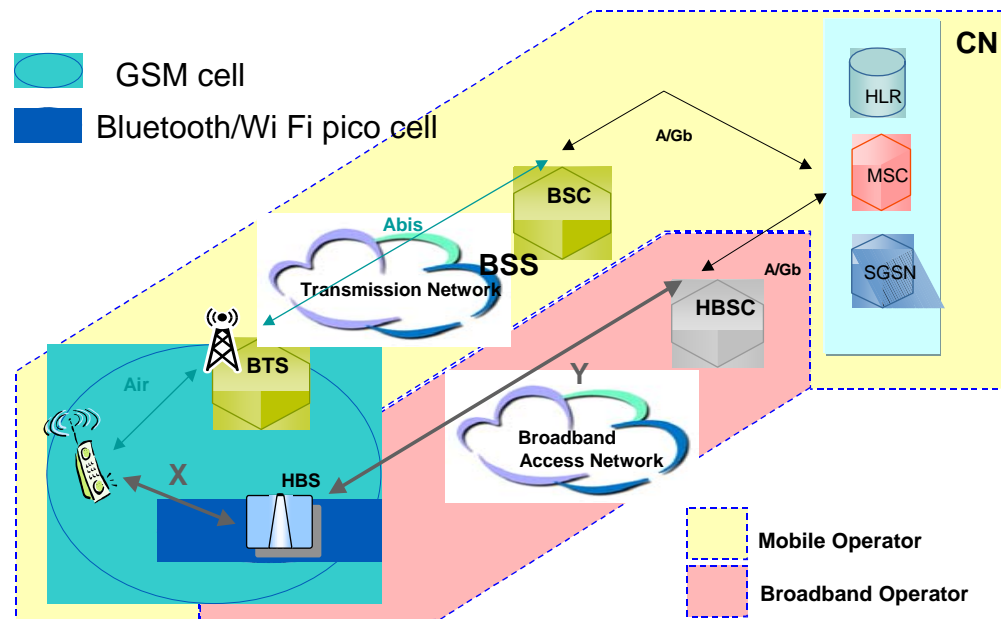 CN
GSM cell
HLR
Bluetooth/Wi Fi pico cell
A/Gb
MSC
BSC
Abis
BSS
SGSN
A/Gb
Transmission Network
HBSC
BTS
Y
Air
Broadband
Access Network
X
HBS
Mobile Operator
Broadband Operator